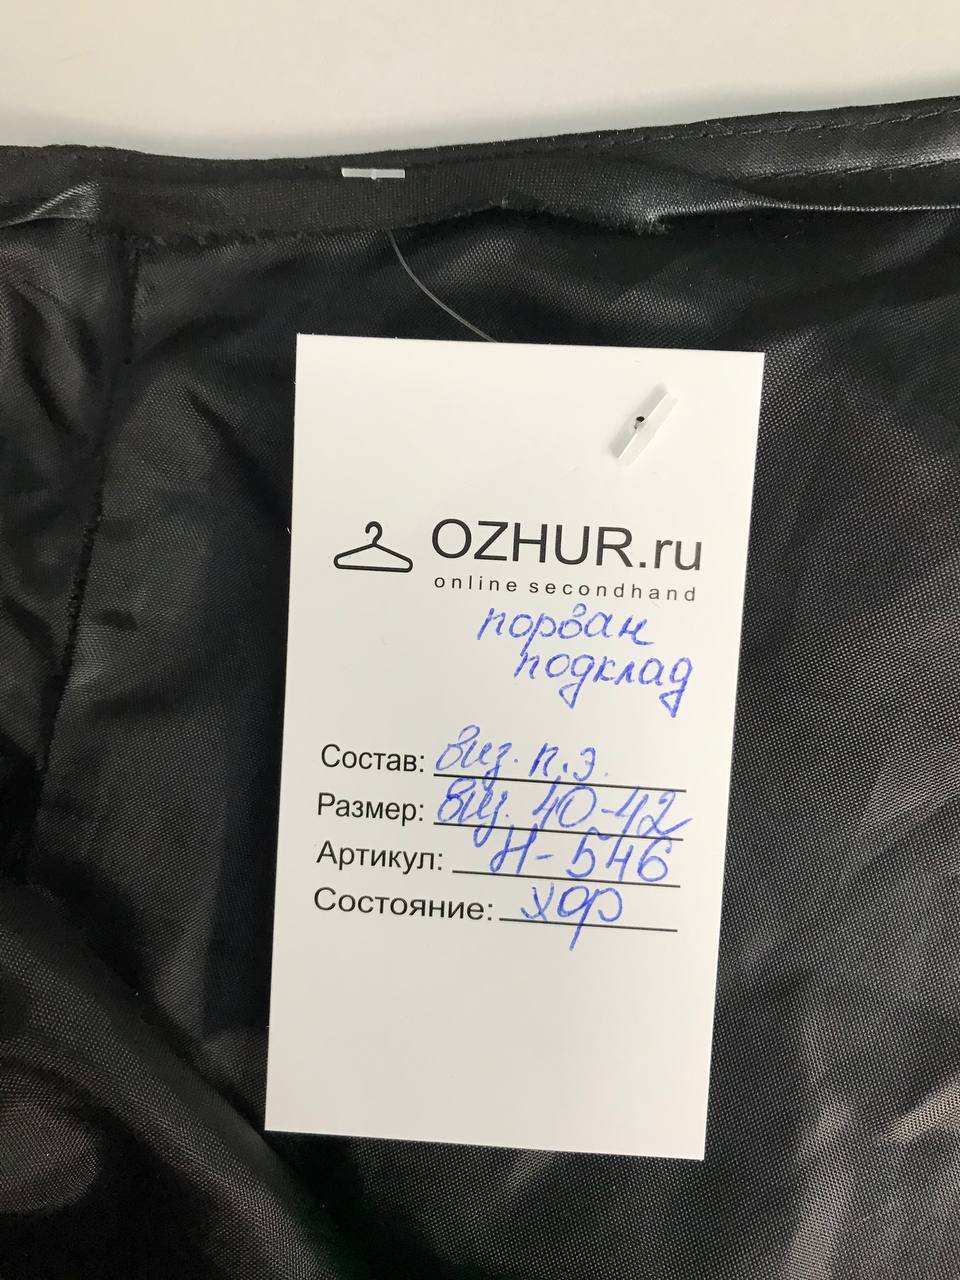 OZHUR.ru
online secondhand
порван
подклад
Состав: виз. п.э.
Размер: виз. 40-42
Артикул: Н-546
Состояние: хор